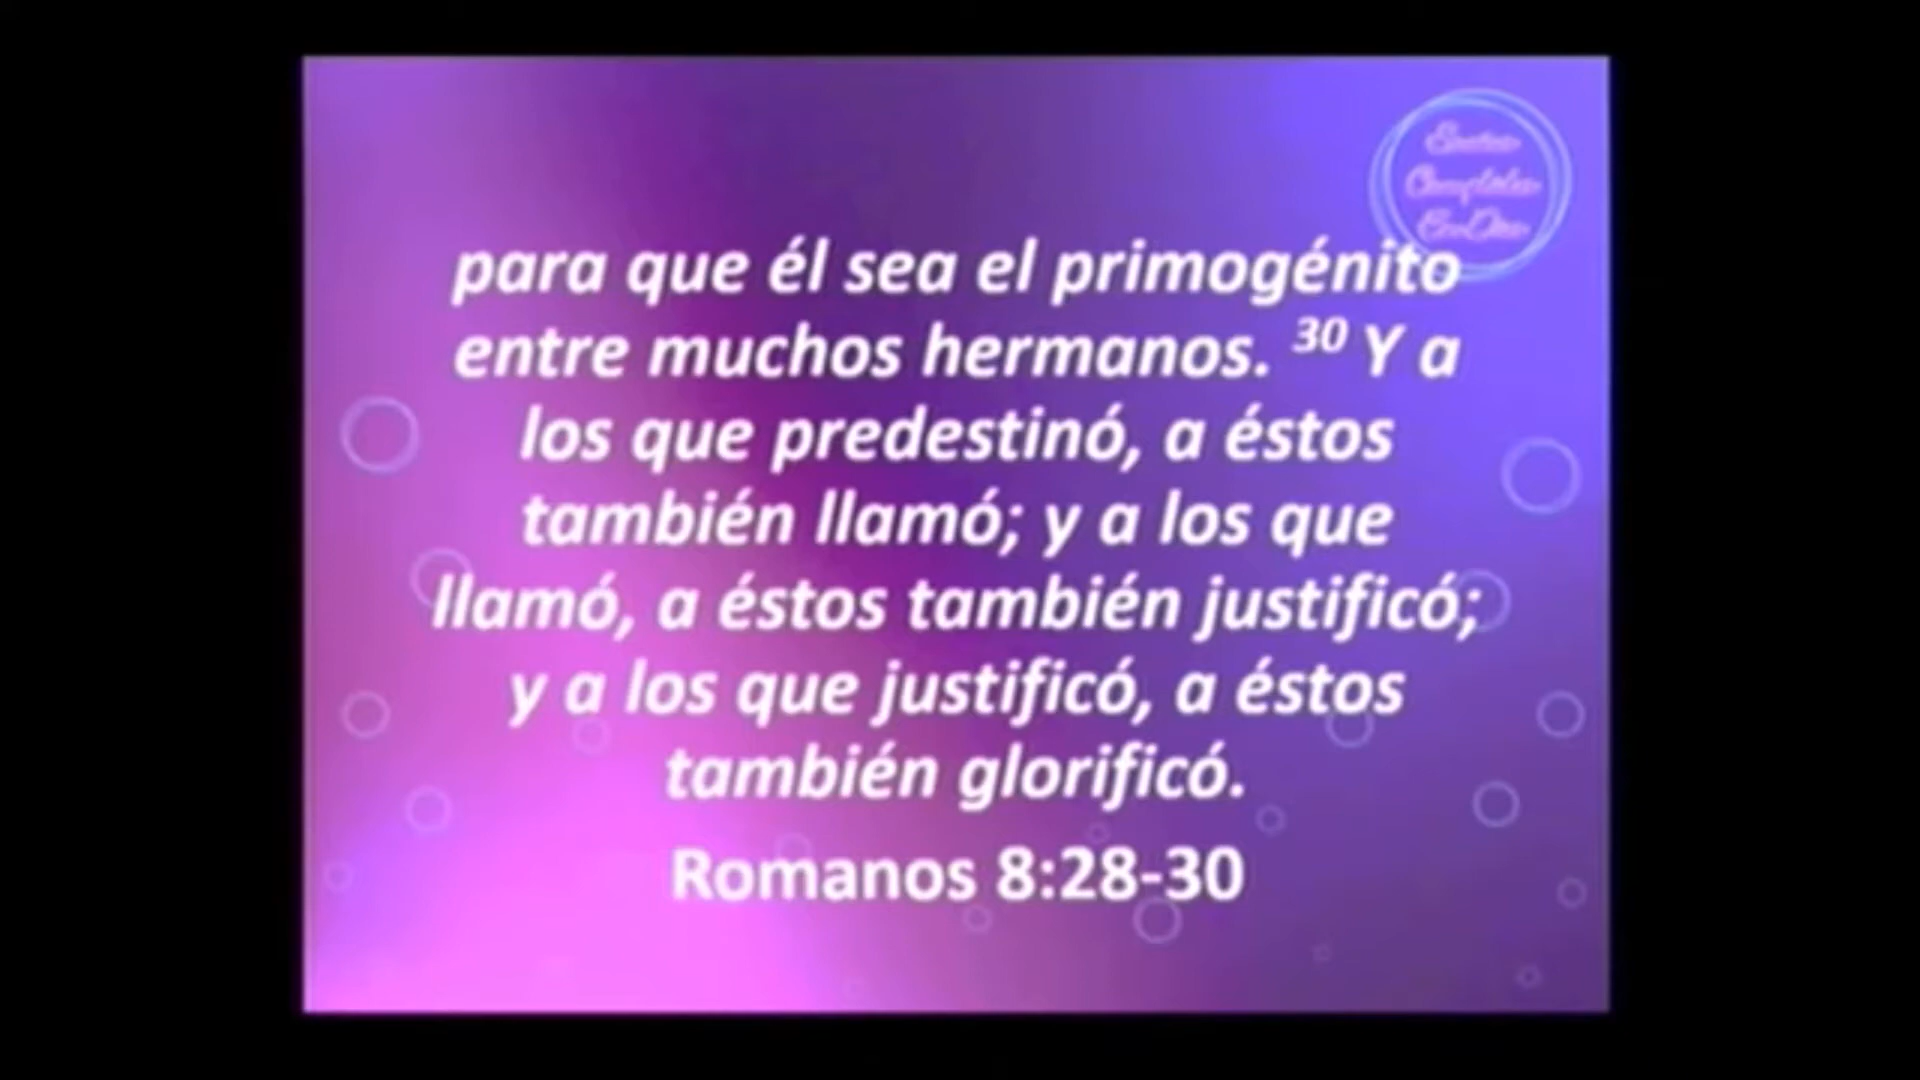 para que él sea el primogénito
entre muchos hermanos. ³⁰ Y a
los que predestinó, a éstos
también llamó; y a los que
llamó, a éstos también justificó;
y a los que justificó, a éstos
también glorificó.
Romanos 8:28-30